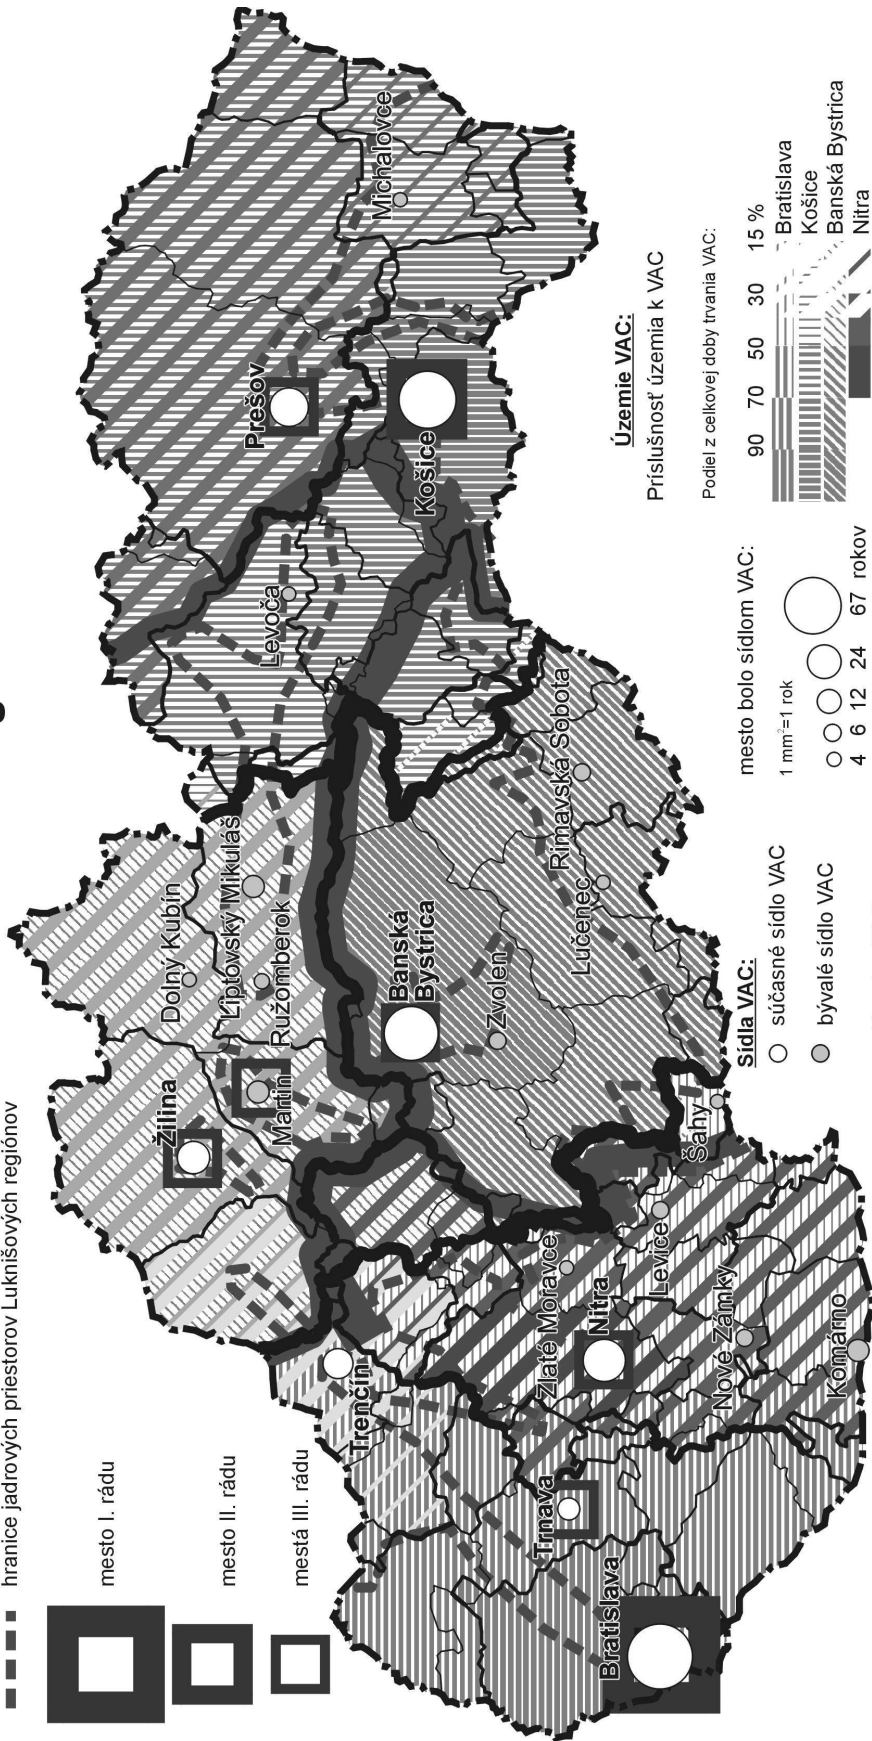 hranice jadrových priestorov Luknišových regiónov
mesto I. rádu
mesto II. rádu
mestá III. rádu
Dolný Kubín
Liptovský Mikuláš
Ružomberok
Žilina
Martin
Trenčín
Levoča
Prešov
Michalovce
Košice
Banská
Bystrica
Zvolen
Lučenec
Rimavská Sobota
Šahy
Levice
Zlaté Moravce
Nitra
Nové Zámky
Komárno
Trnava
Bratislava
Sídla VAC:
súčasné sídlo VAC
bývalé sídlo VAC
mesto bolo sídlom VAC:
1 mm²=1 rok
4 6 12 24 67 rokov
Územie VAC:
Príslušnosť územia k VAC
Podiel z celkovej doby trvania VAC:
90 70 50 30 15 %
Bratislava
Košice
Banská Bystrica
Nitra